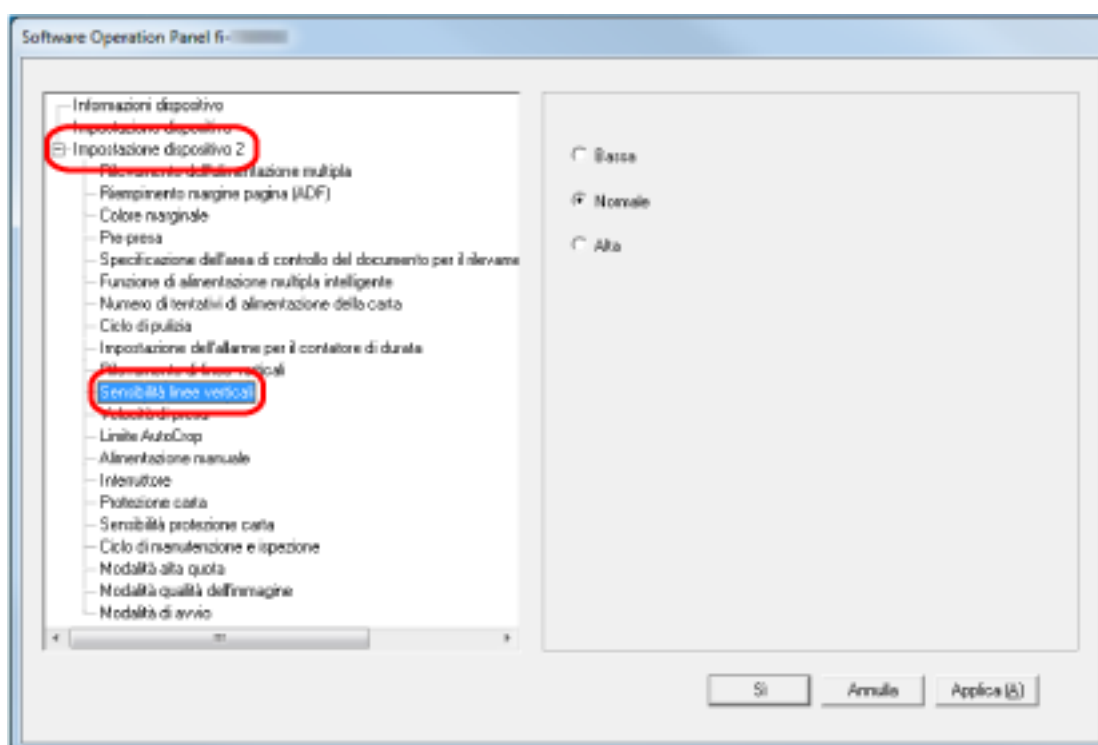 Software Operation Panel fi-
Informazioni dispositivo
Impostazione dispositivo
Impostazione dispositivo 2
Rilevamento dell'alimentazione multipla
Riempimento margine pagina (ADF)
Colore marginale
Pre-presa
Specificazione dell'area di controllo del documento per il rilevame
Funzione di alimentazione multipla intelligente
Numero di tentativi di alimentazione della carta
Ciclo di pulizia
Impostazione dell'allarme per il contatore di durata
Rilevamento di linee verticali
Sensibilità linee verticali
Velocità di presa
Limite AutoCrop
Alimentazione manuale
Interruttore
Protezione carta
Sensibilità protezione carta
Ciclo di manutenzione e ispezione
Modalità alta quota
Modalità qualità dell'immagine
Modalità di avvio
Bassa
Normale
Alta
Sì
Annulla
Applica (A)